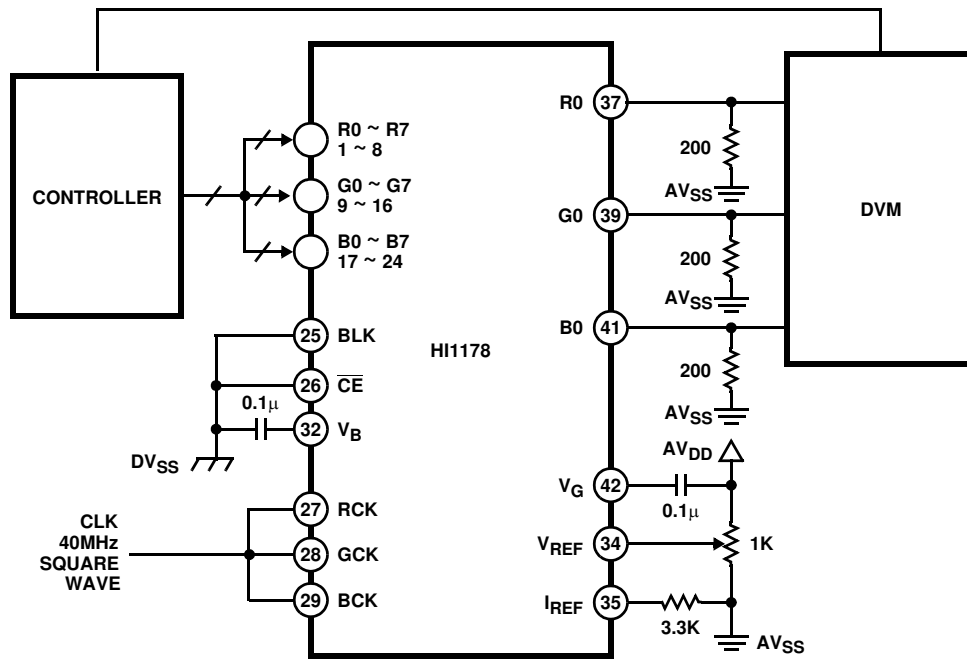 CONTROLLER
R0 ~ R7
1 ~ 8
G0 ~ G7
9 ~ 16
B0 ~ B7
17 ~ 24
25 BLK
26 CE
0.1µ
32 VB
DVSS
CLK
40MHz
SQUARE
WAVE
27 RCK
28 GCK
29 BCK
HI1178
R0 37
200
AVSS
G0 39
200
AVSS
B0 41
200
AVSS
DVM
AVDD
VG 42
0.1µ
VREF 34
1K
IREF 35
3.3K
AVSS